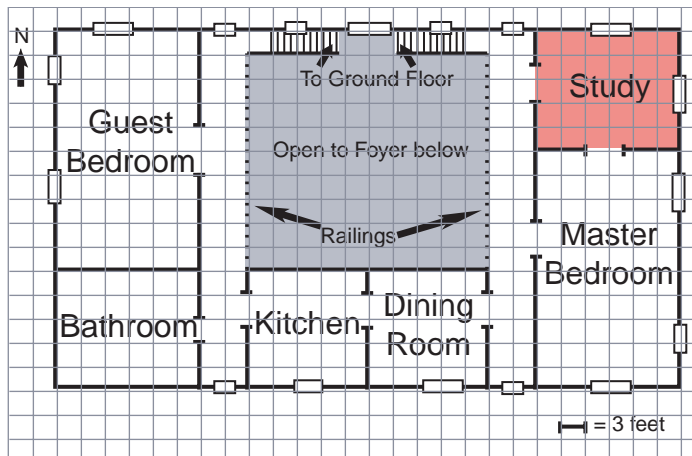 N
To Ground Floor
Study
Guest
Bedroom
Open to Foyer below
Railings
Master
Bedroom
Bathroom
Kitchen
Dining
Room
= 3 feet